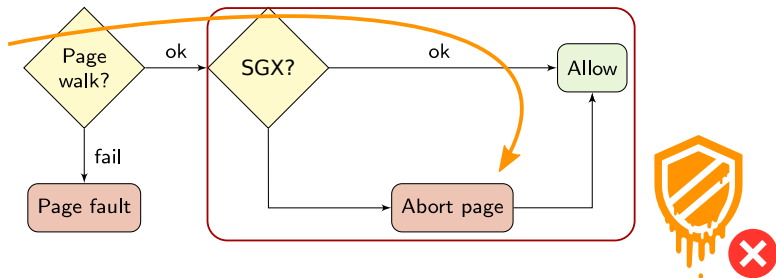 Page
walk?
ok
SGX?
ok
Allow
fail
Page fault
Abort page